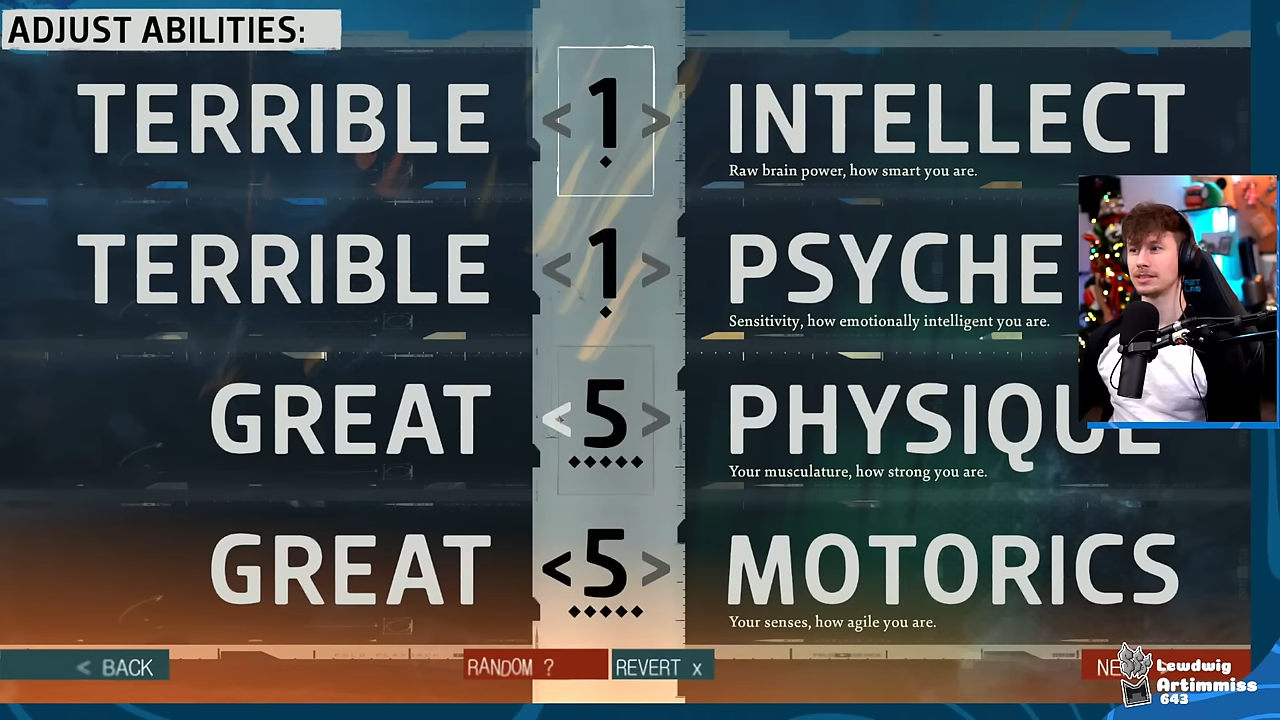 ADJUST ABILITIES:
TERRIBLE < 1 > INTELLECT
Raw brain power, how smart you are.
TERRIBLE < 1 > PSYCHE
Sensitivity, how emotionally intelligent you are.
GREAT < 5 > PHYSIQUE
Your musculature, how strong you are.
GREAT < 5 > MOTORICS
Your senses, how agile you are.
< BACK RANDOM ? REVERT x NE
Lewdwig
Artimmiss
643